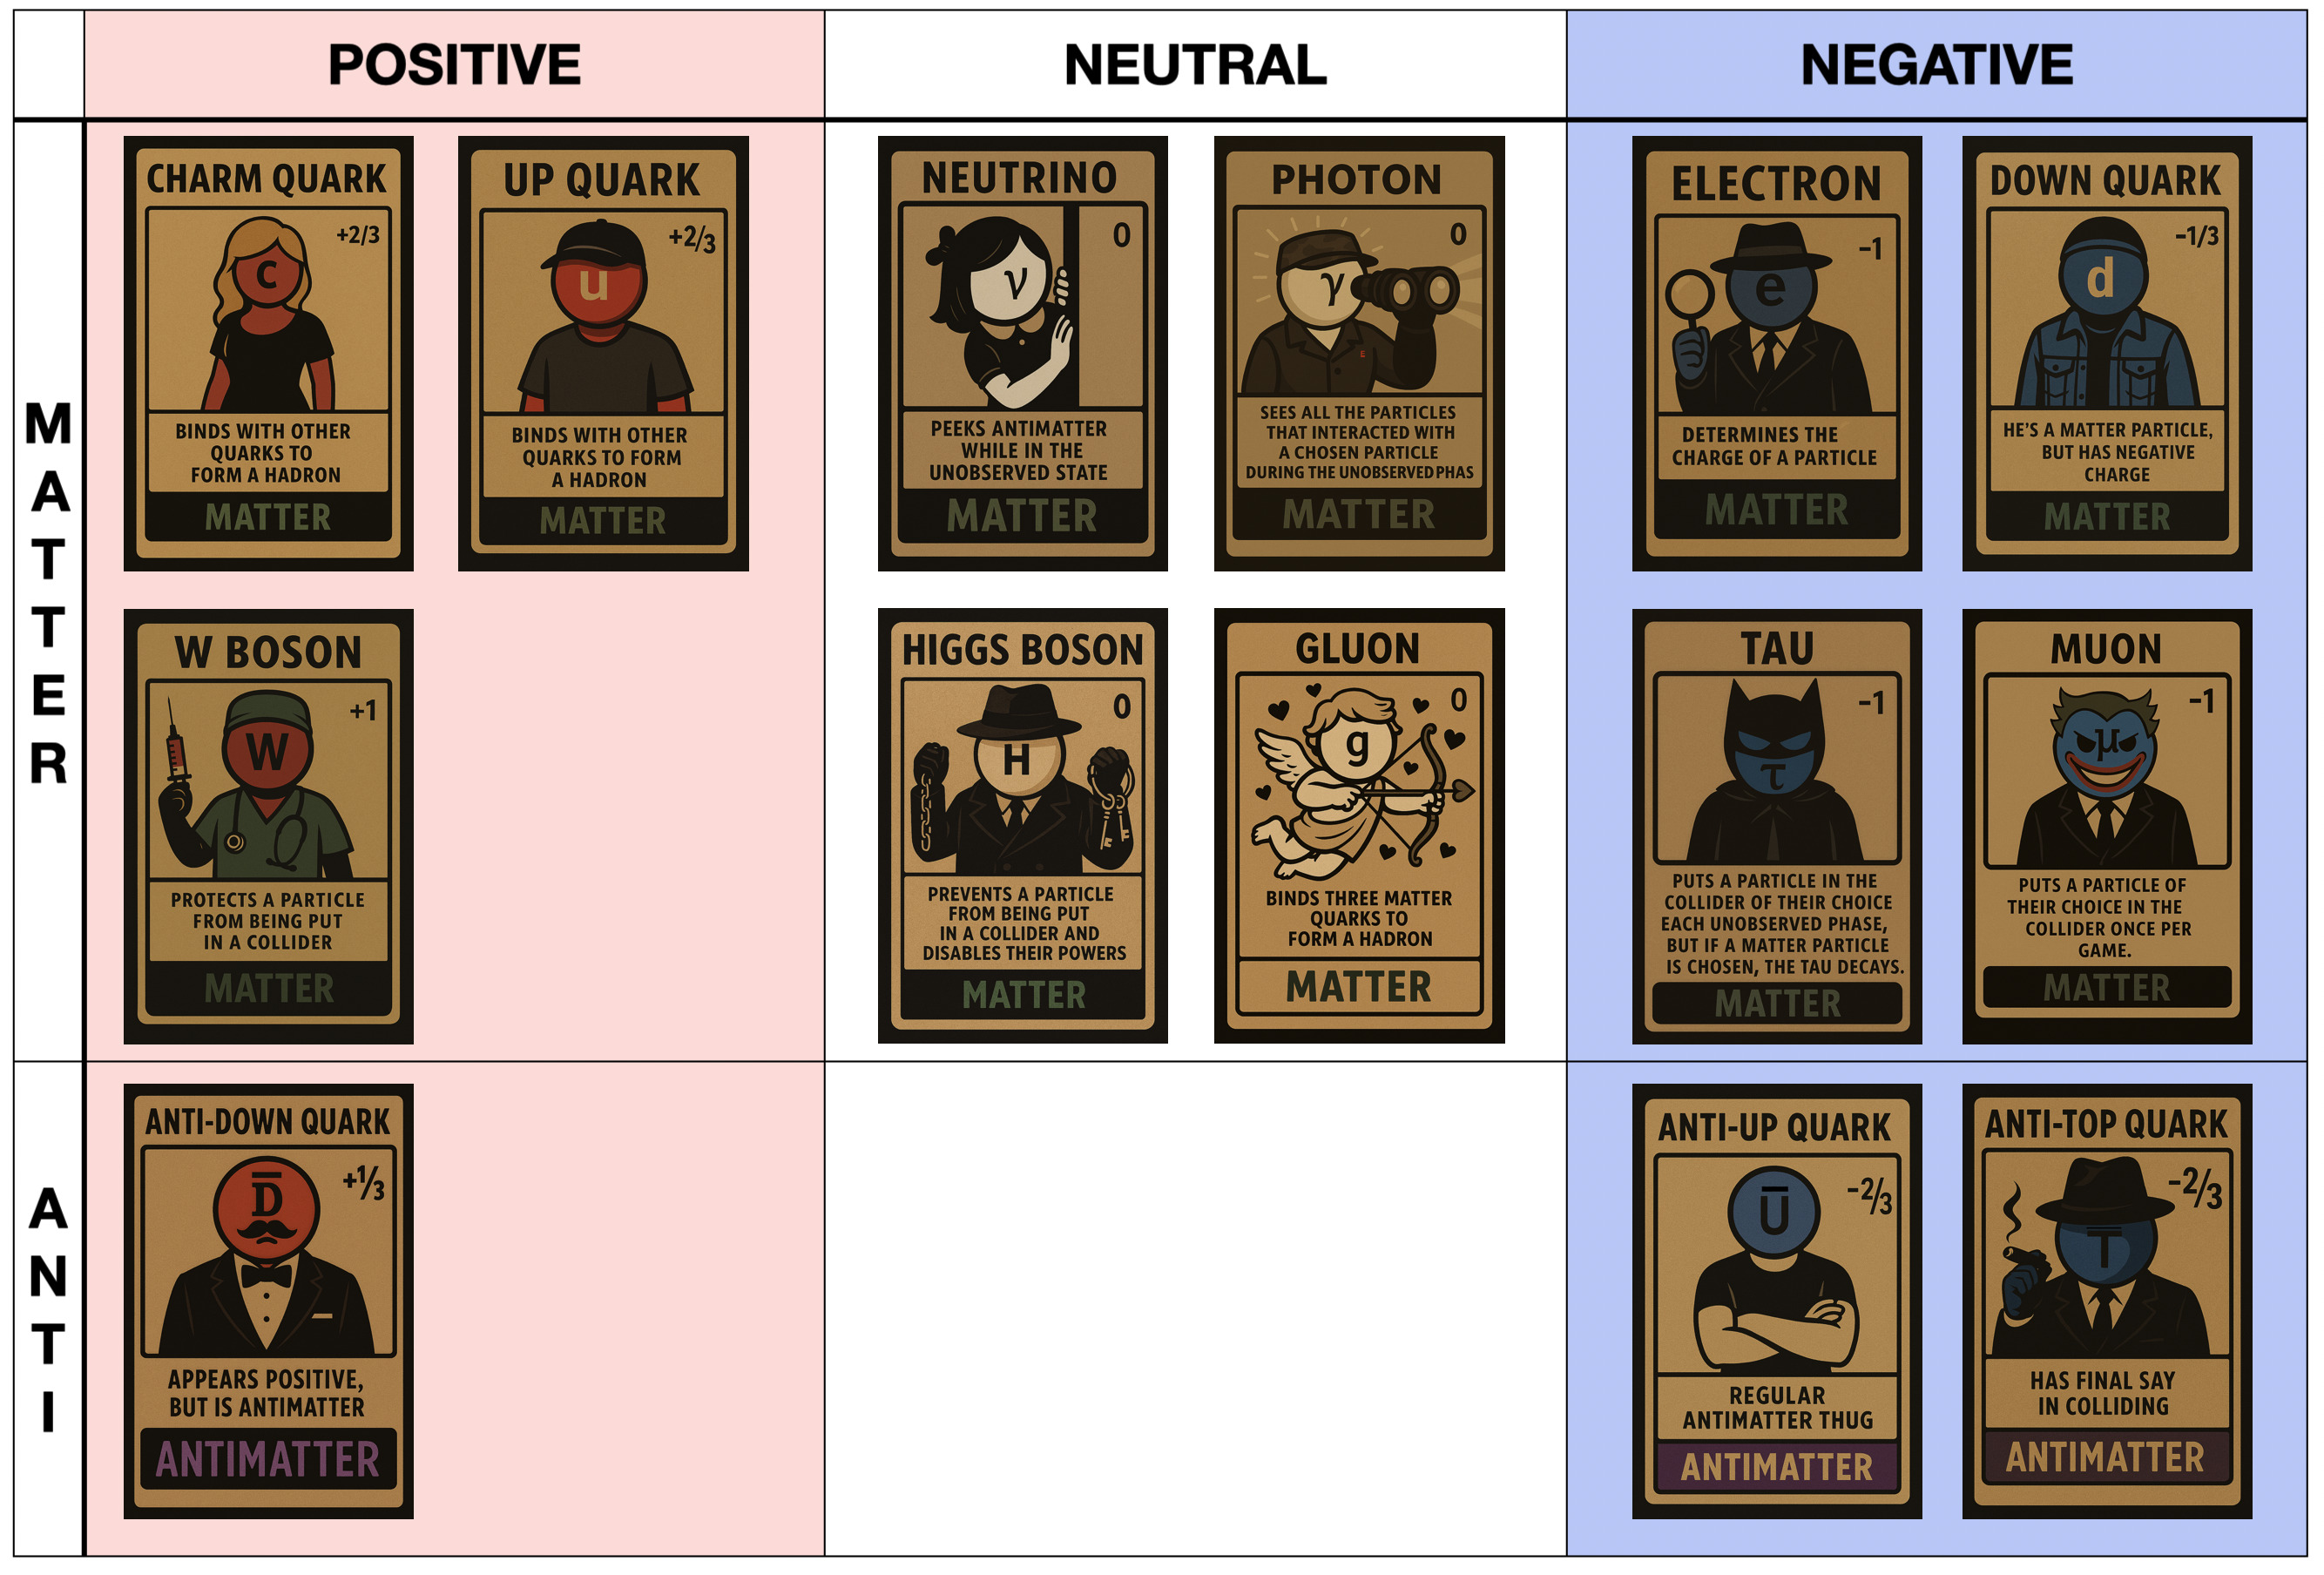 POSITIVE
NEUTRAL
NEGATIVE
MATTER
CHARM QUARK
+2/3
c
BINDS WITH OTHER
QUARKS TO
FORM A HADRON
MATTER
UP QUARK
+2/3
u
BINDS WITH OTHER
QUARKS TO FORM
A HADRON
MATTER
NEUTRINO
0
ν
PEEKS ANTIMATTER
WHILE IN THE
UNOBSERVED STATE
MATTER
PHOTON
0
γ
E
SEES ALL THE PARTICLES
THAT INTERACTED WITH
A CHOSEN PARTICLE
DURING THE UNOBSERVED PHAS
MATTER
ELECTRON
−1
e
DETERMINES THE
CHARGE OF A PARTICLE
MATTER
DOWN QUARK
−1/3
d
HE'S A MATTER PARTICLE,
BUT HAS NEGATIVE
CHARGE
MATTER
W BOSON
+1
W
PROTECTS A PARTICLE
FROM BEING PUT
IN A COLLIDER
MATTER
HIGGS BOSON
0
H
PREVENTS A PARTICLE
FROM BEING PUT
IN A COLLIDER AND
DISABLES THEIR POWERS
MATTER
GLUON
0
g
BINDS THREE MATTER
QUARKS TO
FORM A HADRON
MATTER
TAU
−1
τ
PUTS A PARTICLE IN THE
COLLIDER OF THEIR CHOICE
EACH UNOBSERVED PHASE,
BUT IF A MATTER PARTICLE
IS CHOSEN, THE TAU DECAYS.
MATTER
MUON
−1
μ
PUTS A PARTICLE OF
THEIR CHOICE IN THE
COLLIDER ONCE PER
GAME.
MATTER
ANTI
ANTI-DOWN QUARK
+1/3
D̅
APPEARS POSITIVE,
BUT IS ANTIMATTER
ANTIMATTER
ANTI-UP QUARK
−2/3
U̅
REGULAR
ANTIMATTER THUG
ANTIMATTER
ANTI-TOP QUARK
−2/3
T̅
HAS FINAL SAY
IN COLLIDING
ANTIMATTER